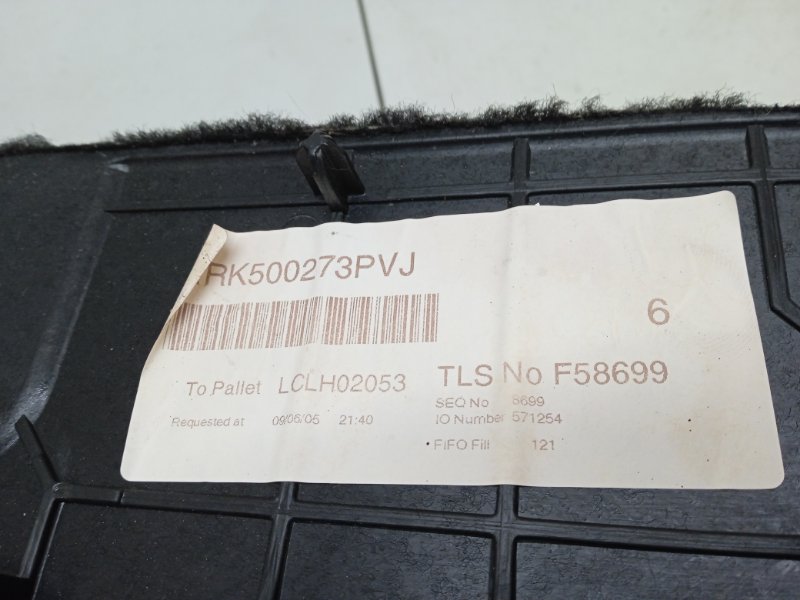 RK500273PVJ
6
To Pallet LCLH02053 TLS No F58699
SEQ No 8699
Requested at 09/06/05 21:40 IO Number 571254
FIFO Fill 121